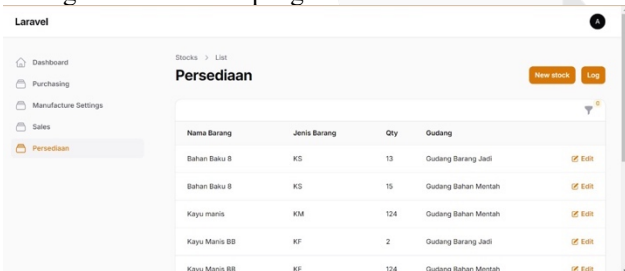 Laravel
A
Dashboard
Purchasing
Manufacture Settings
Sales
Persediaan
Stocks > List
Persediaan
New stock
Log
0
Nama Barang Jenis Barang Qty Gudang
Bahan Baku 8 KS 13 Gudang Barang Jadi Edit
Bahan Baku 8 KS 15 Gudang Bahan Mentah Edit
Kayu manis KM 124 Gudang Bahan Mentah Edit
Kayu Manis BB KF 2 Gudang Barang Jadi Edit
Kayu Manis BB KF 124 Gudang Bahan Mentah Edit